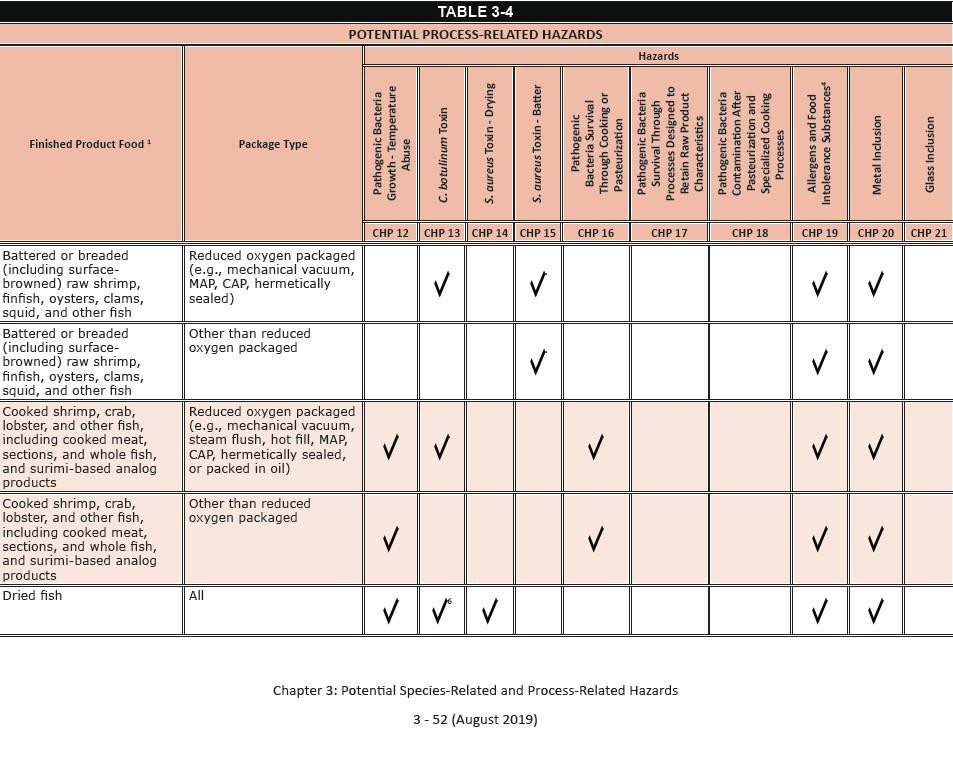 TABLE 3-4
POTENTIAL PROCESS-RELATED HAZARDS
Finished Product Food 1
Package Type
Hazards
Pathogenic Bacteria
Growth - Temperature
Abuse
C. botulinum Toxin
S. aureus Toxin - Drying
S. aureus Toxin - Batter
Pathogenic
Bacteria Survival
Through Cooking or
Pasteurization
Pathogenic Bacteria
Survival Through
Processes Designed to
Retain Raw Product
Characteristics
Pathogenic Bacteria
Contamination After
Pasteurization and
Specialized Cooking
Processes
Allergens and Food
Intolerance Substances4
Metal Inclusion
Glass Inclusion
CHP 12 CHP 13 CHP 14 CHP 15 CHP 16 CHP 17 CHP 18 CHP 19 CHP 20 CHP 21
Battered or breaded
(including surface-
browned) raw shrimp,
finfish, oysters, clams,
squid, and other fish
Reduced oxygen packaged
(e.g., mechanical vacuum,
MAP, CAP, hermetically
sealed)
✓ ✓ ✓ ✓
Battered or breaded
(including surface-
browned) raw shrimp,
finfish, oysters, clams,
squid, and other fish
Other than reduced
oxygen packaged
✓ ✓ ✓
Cooked shrimp, crab,
lobster, and other fish,
including cooked meat,
sections, and whole fish,
and surimi-based analog
products
Reduced oxygen packaged
(e.g., mechanical vacuum,
steam flush, hot fill, MAP,
CAP, hermetically sealed,
or packed in oil)
✓ ✓ ✓ ✓ ✓
Cooked shrimp, crab,
lobster, and other fish,
including cooked meat,
sections, and whole fish,
and surimi-based analog
products
Other than reduced
oxygen packaged
✓ ✓ ✓ ✓
Dried fish
All
✓ ✓6 ✓ ✓ ✓
Chapter 3: Potential Species-Related and Process-Related Hazards
3 - 52 (August 2019)